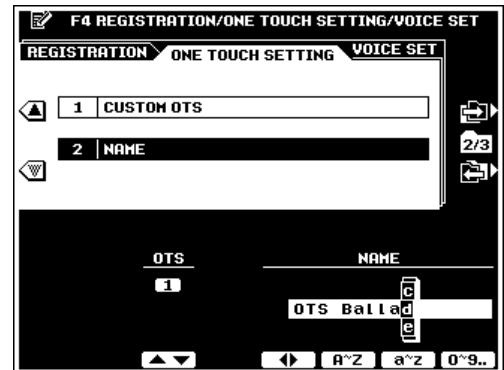 F4 REGISTRATION/ONE TOUCH SETTING/VOICE SET
REGISTRATION ONE TOUCH SETTING VOICE SET
1 CUSTOM OTS
2 NAME
2/3
OTS NAME
1
c
OTS Ballad
e
A~Z a~z 0~9..